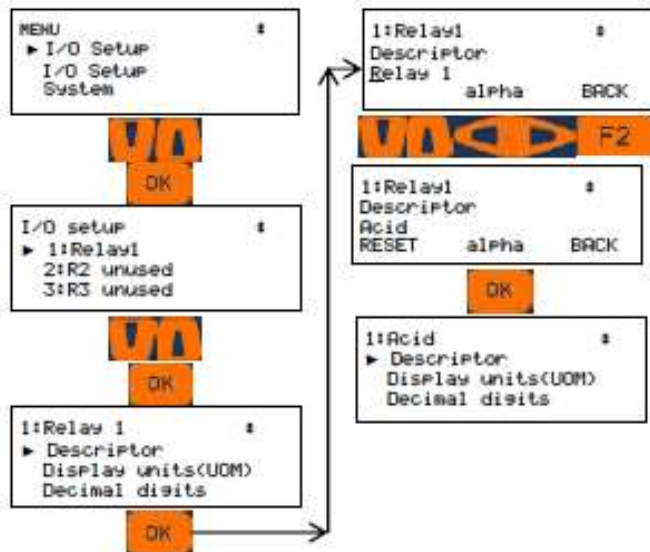 MENU
I/O Setup
I/O Setup
System
OK
I/O setup
1:Relay1
2:R2 unused
3:R3 unused
OK
1:Relay 1
Descriptor
Display units(UOM)
Decimal digits
OK
1:Relay1
Descriptor
Relay 1
alpha BACK
F2
1:Relay1
Descriptor
Acid
RESET alpha BACK
OK
1:Acid
Descriptor
Display units(UOM)
Decimal digits